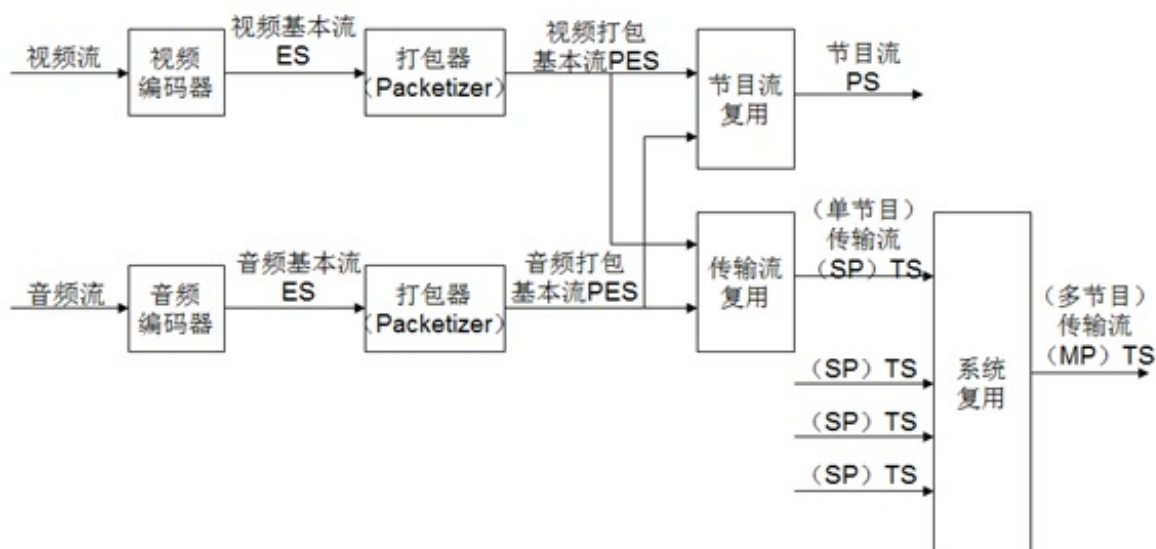 视频流
视频
编码器
视频基本流
ES
打包器
（Packetizer）
视频打包
基本流PES
节目流
复用
节目流
PS
音频流
音频
编码器
音频基本流
ES
打包器
（Packetizer）
音频打包
基本流PES
传输流
复用
（单节目）
传输流
（SP）TS
（SP）TS
（SP）TS
（SP）TS
系统
复用
（多节目）
传输流
（MP）TS